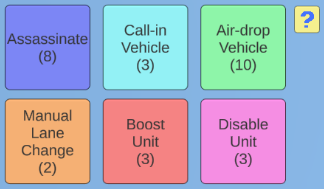 Assassinate
(8)
Call-in
Vehicle
(3)
Air-drop
Vehicle
(10)
?
Manual
Lane
Change
(2)
Boost
Unit
(3)
Disable
Unit
(3)